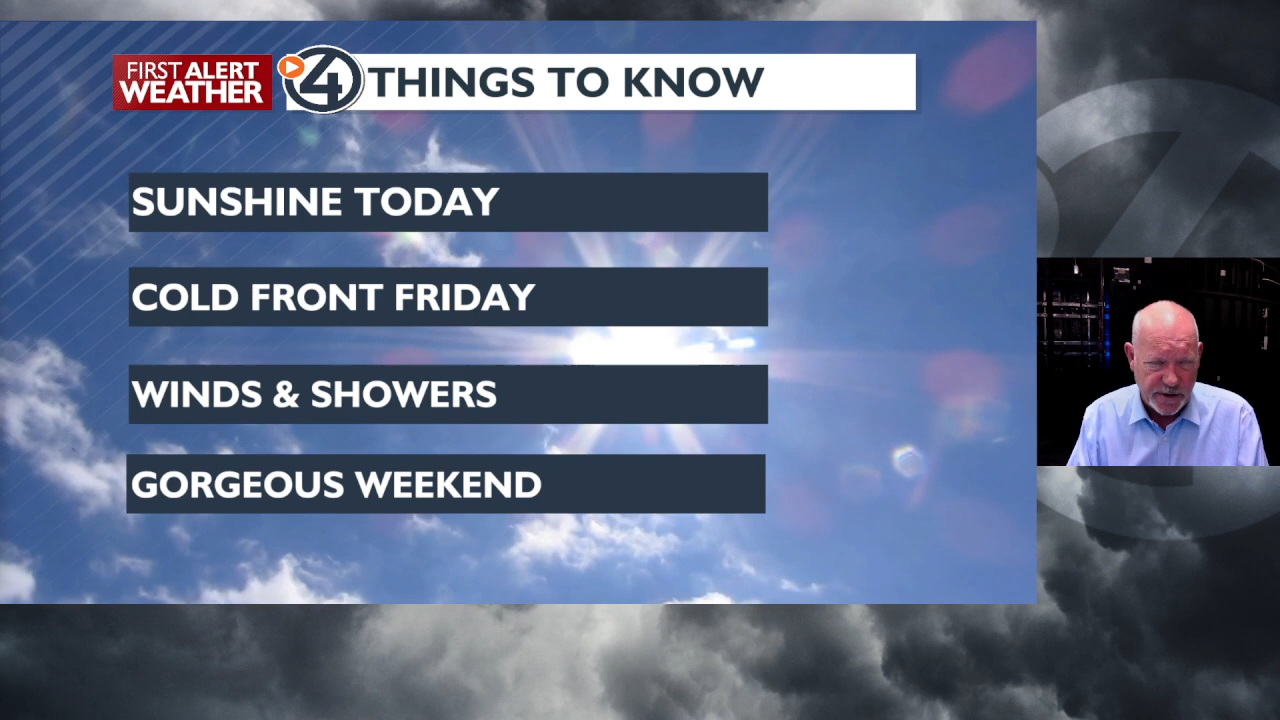 FIRST ALERT
WEATHER
4 THINGS TO KNOW
SUNSHINE TODAY
COLD FRONT FRIDAY
WINDS & SHOWERS
GORGEOUS WEEKEND